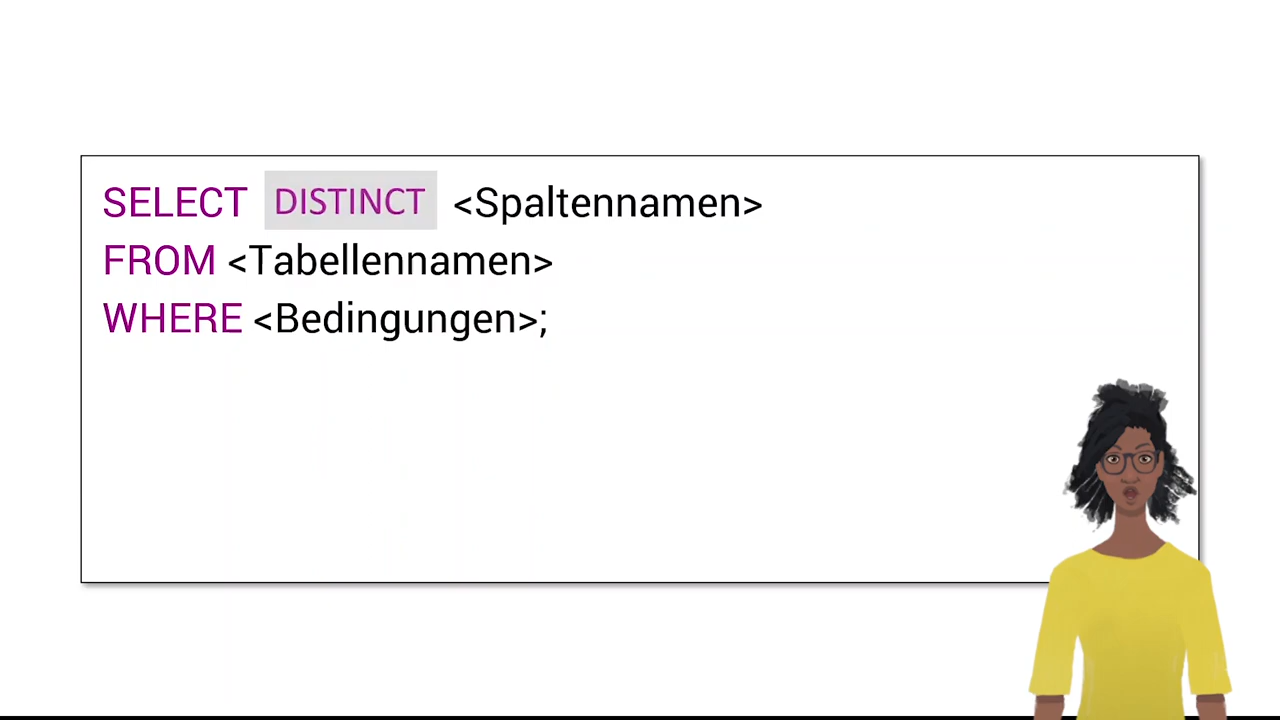 SELECT DISTINCT <Spaltennamen>
FROM <Tabellennamen>
WHERE <Bedingungen>;